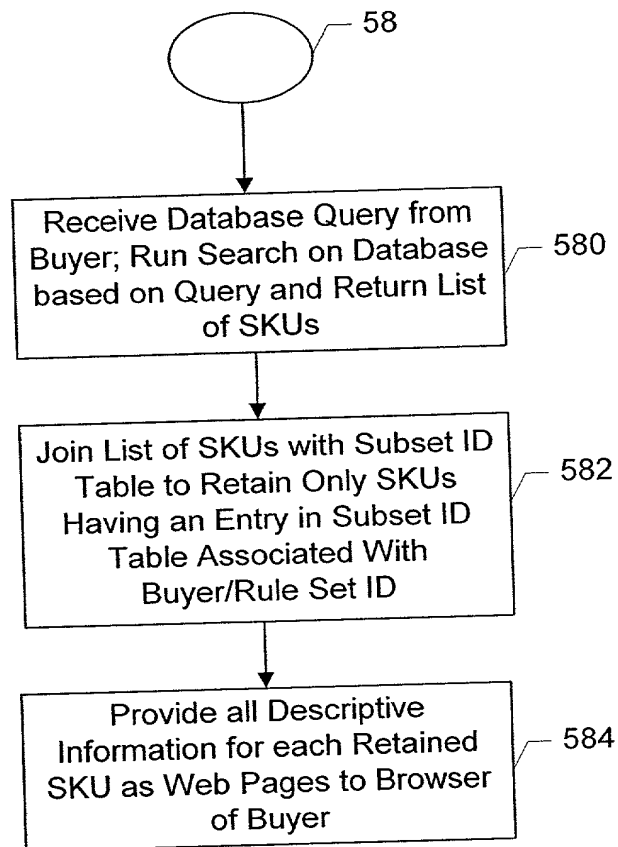 58
Receive Database Query from
Buyer; Run Search on Database
based on Query and Return List
of SKUs
580
Join List of SKUs with Subset ID
Table to Retain Only SKUs
Having an Entry in Subset ID
Table Associated With
Buyer/Rule Set ID
582
Provide all Descriptive
Information for each Retained
SKU as Web Pages to Browser
of Buyer
584